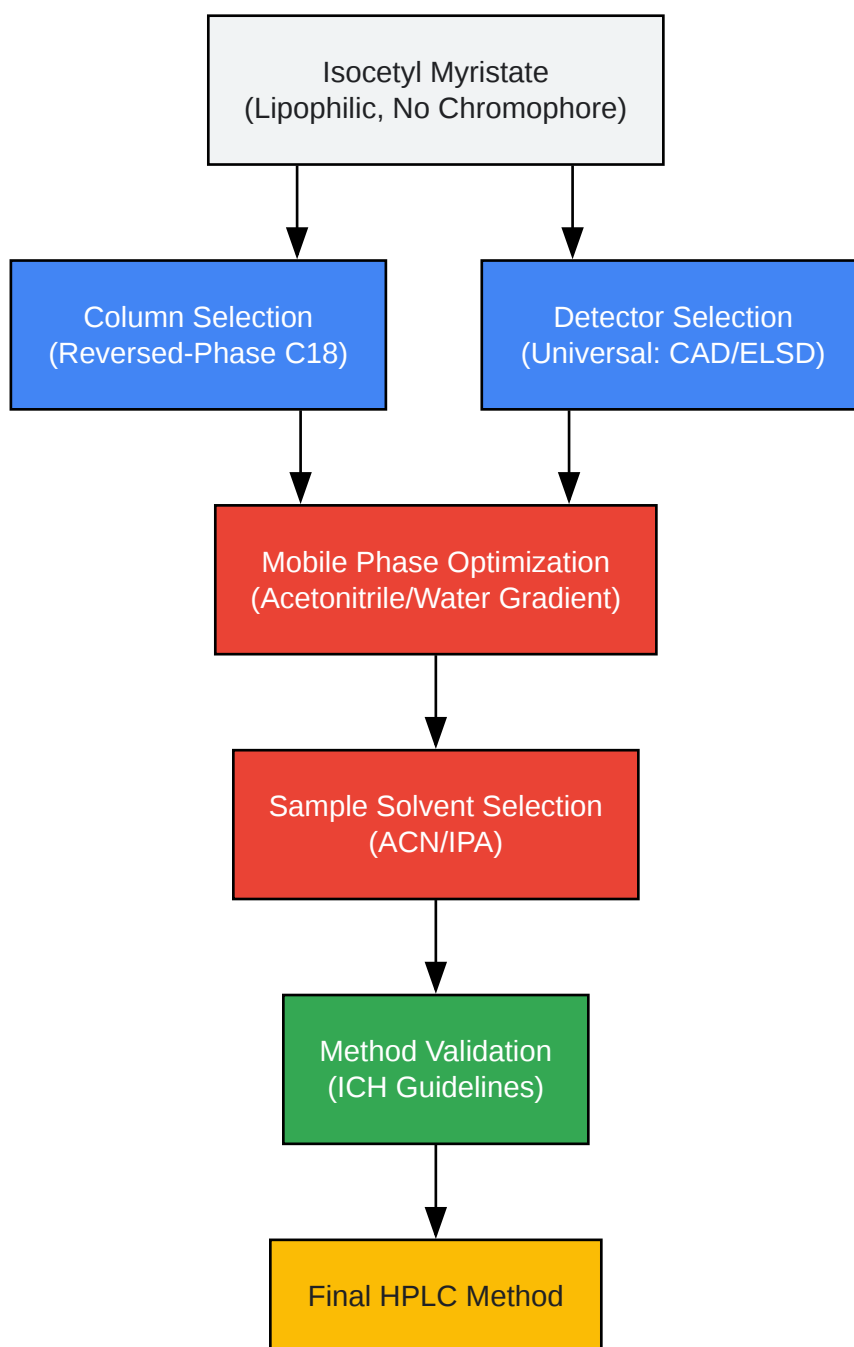 Isocetyl Myristate
(Lipophilic, No Chromophore)
Column Selection
(Reversed-Phase C18)
Detector Selection
(Universal: CAD/ELSD)
Mobile Phase Optimization
(Acetonitrile/Water Gradient)
Sample Solvent Selection
(ACN/IPA)
Method Validation
(ICH Guidelines)
Final HPLC Method